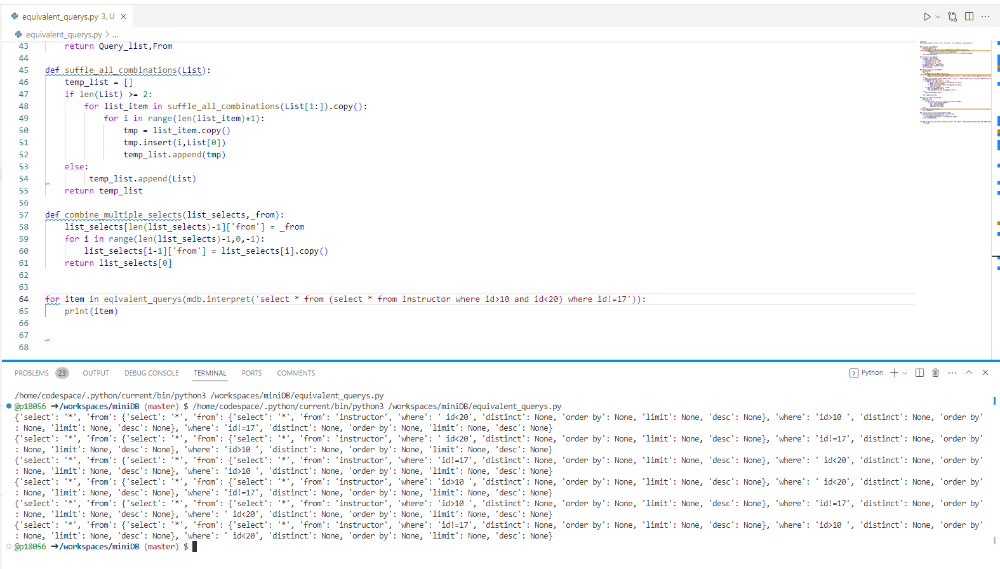 equivalent_querys.py 3, U
equivalent_querys.py > ...
43 return Query_list,From
44
45 def suffle_all_combinations(List):
46 temp_list = []
47 if len(List) >= 2:
48 for list_item in suffle_all_combinations(List[1:]).copy():
49 for i in range(len(list_item)+1):
50 tmp = list_item.copy()
51 tmp.insert(i,List[0])
52 temp_list.append(tmp)
53 else:
54 temp_list.append(List)
55 return temp_list
56
57 def combine_multiple_selects(list_selects,_from):
58 list_selects[len(list_selects)-1]['from'] = _from
59 for i in range(len(list_selects)-1,0,-1):
60 list_selects[i-1]['from'] = list_selects[i].copy()
61 return list_selects[0]
62
63
64 for item in eqivalent_querys(mdb.interpret('select * from (select * from instructor where id>10 and id<20) where id!=17')):
65 print(item)
66
67
68
PROBLEMS 23 OUTPUT DEBUG CONSOLE TERMINAL PORTS COMMENTS Python
/home/codespace/.python/current/bin/python3 /workspaces/miniDB/equivalent_querys.py
@p18056 ➜/workspaces/miniDB (master) $ /home/codespace/.python/current/bin/python3 /workspaces/miniDB/equivalent_querys.py
{'select': '*', 'from': {'select': '*', 'from': {'select': '*', 'from': 'instructor', 'where': ' id<20', 'distinct': None, 'order by': None, 'limit': None, 'desc': None}, 'where': 'id>10 ', 'distinct': None, 'order by'
: None, 'limit': None, 'desc': None}, 'where': 'id!=17', 'distinct': None, 'order by': None, 'limit': None, 'desc': None}
{'select': '*', 'from': {'select': '*', 'from': {'select': '*', 'from': 'instructor', 'where': ' id<20', 'distinct': None, 'order by': None, 'limit': None, 'desc': None}, 'where': 'id!=17', 'distinct': None, 'order by'
: None, 'limit': None, 'desc': None}, 'where': 'id>10 ', 'distinct': None, 'order by': None, 'limit': None, 'desc': None}
{'select': '*', 'from': {'select': '*', 'from': {'select': '*', 'from': 'instructor', 'where': 'id!=17', 'distinct': None, 'order by': None, 'limit': None, 'desc': None}, 'where': ' id<20', 'distinct': None, 'order by'
: None, 'limit': None, 'desc': None}, 'where': 'id>10 ', 'distinct': None, 'order by': None, 'limit': None, 'desc': None}
{'select': '*', 'from': {'select': '*', 'from': {'select': '*', 'from': 'instructor', 'where': 'id>10 ', 'distinct': None, 'order by': None, 'limit': None, 'desc': None}, 'where': ' id<20', 'distinct': None, 'order by'
: None, 'limit': None, 'desc': None}, 'where': 'id!=17', 'distinct': None, 'order by': None, 'limit': None, 'desc': None}
{'select': '*', 'from': {'select': '*', 'from': {'select': '*', 'from': 'instructor', 'where': 'id>10 ', 'distinct': None, 'order by': None, 'limit': None, 'desc': None}, 'where': 'id!=17', 'distinct': None, 'order by'
: None, 'limit': None, 'desc': None}, 'where': ' id<20', 'distinct': None, 'order by': None, 'limit': None, 'desc': None}
{'select': '*', 'from': {'select': '*', 'from': {'select': '*', 'from': 'instructor', 'where': 'id!=17', 'distinct': None, 'order by': None, 'limit': None, 'desc': None}, 'where': 'id>10 ', 'distinct': None, 'order by'
: None, 'limit': None, 'desc': None}, 'where': ' id<20', 'distinct': None, 'order by': None, 'limit': None, 'desc': None}
@p18056 ➜/workspaces/miniDB (master) $